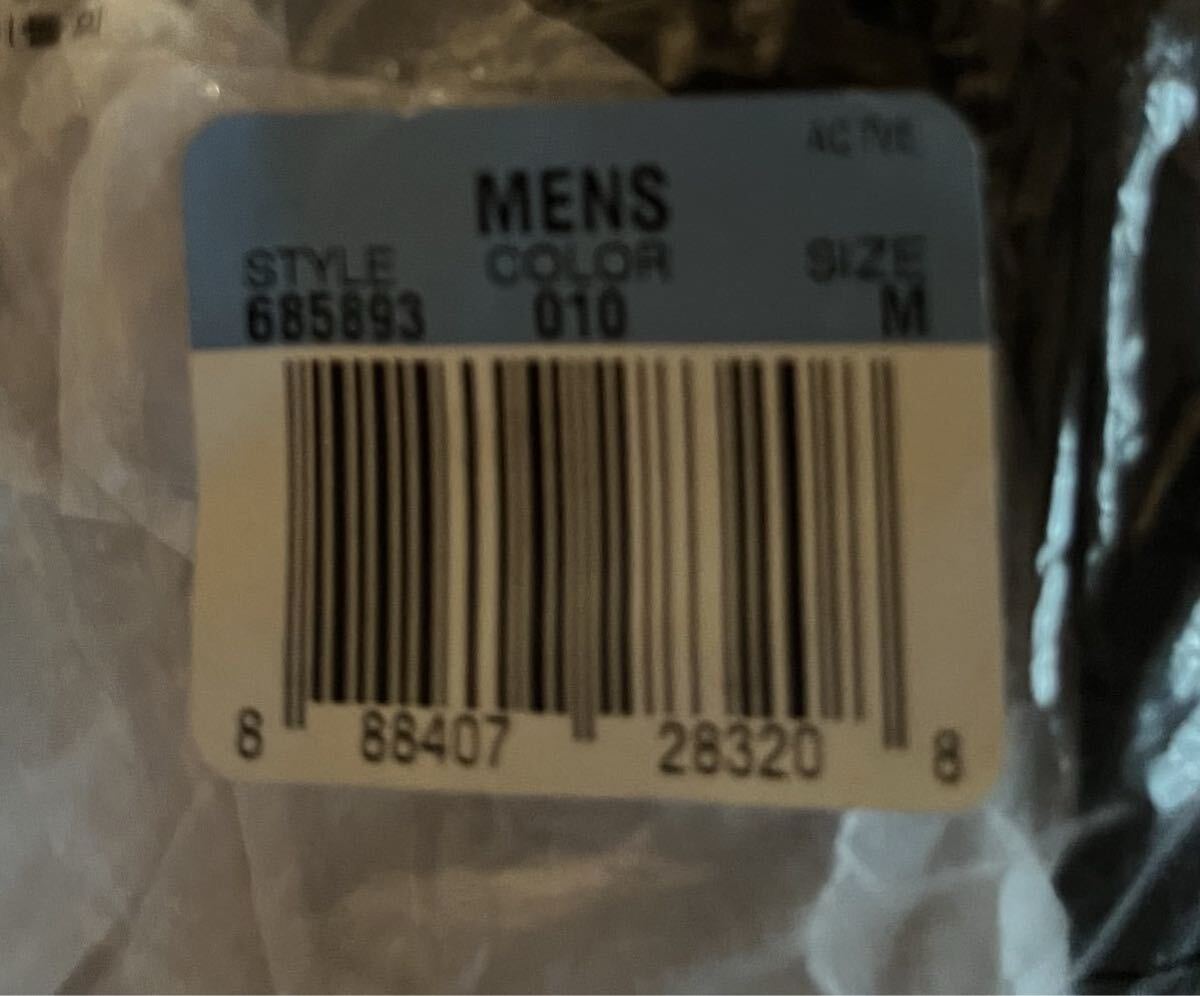 ACTIVE
MENS
STYLE COLOR SIZE
685893 010 M
8 88407 28320 8